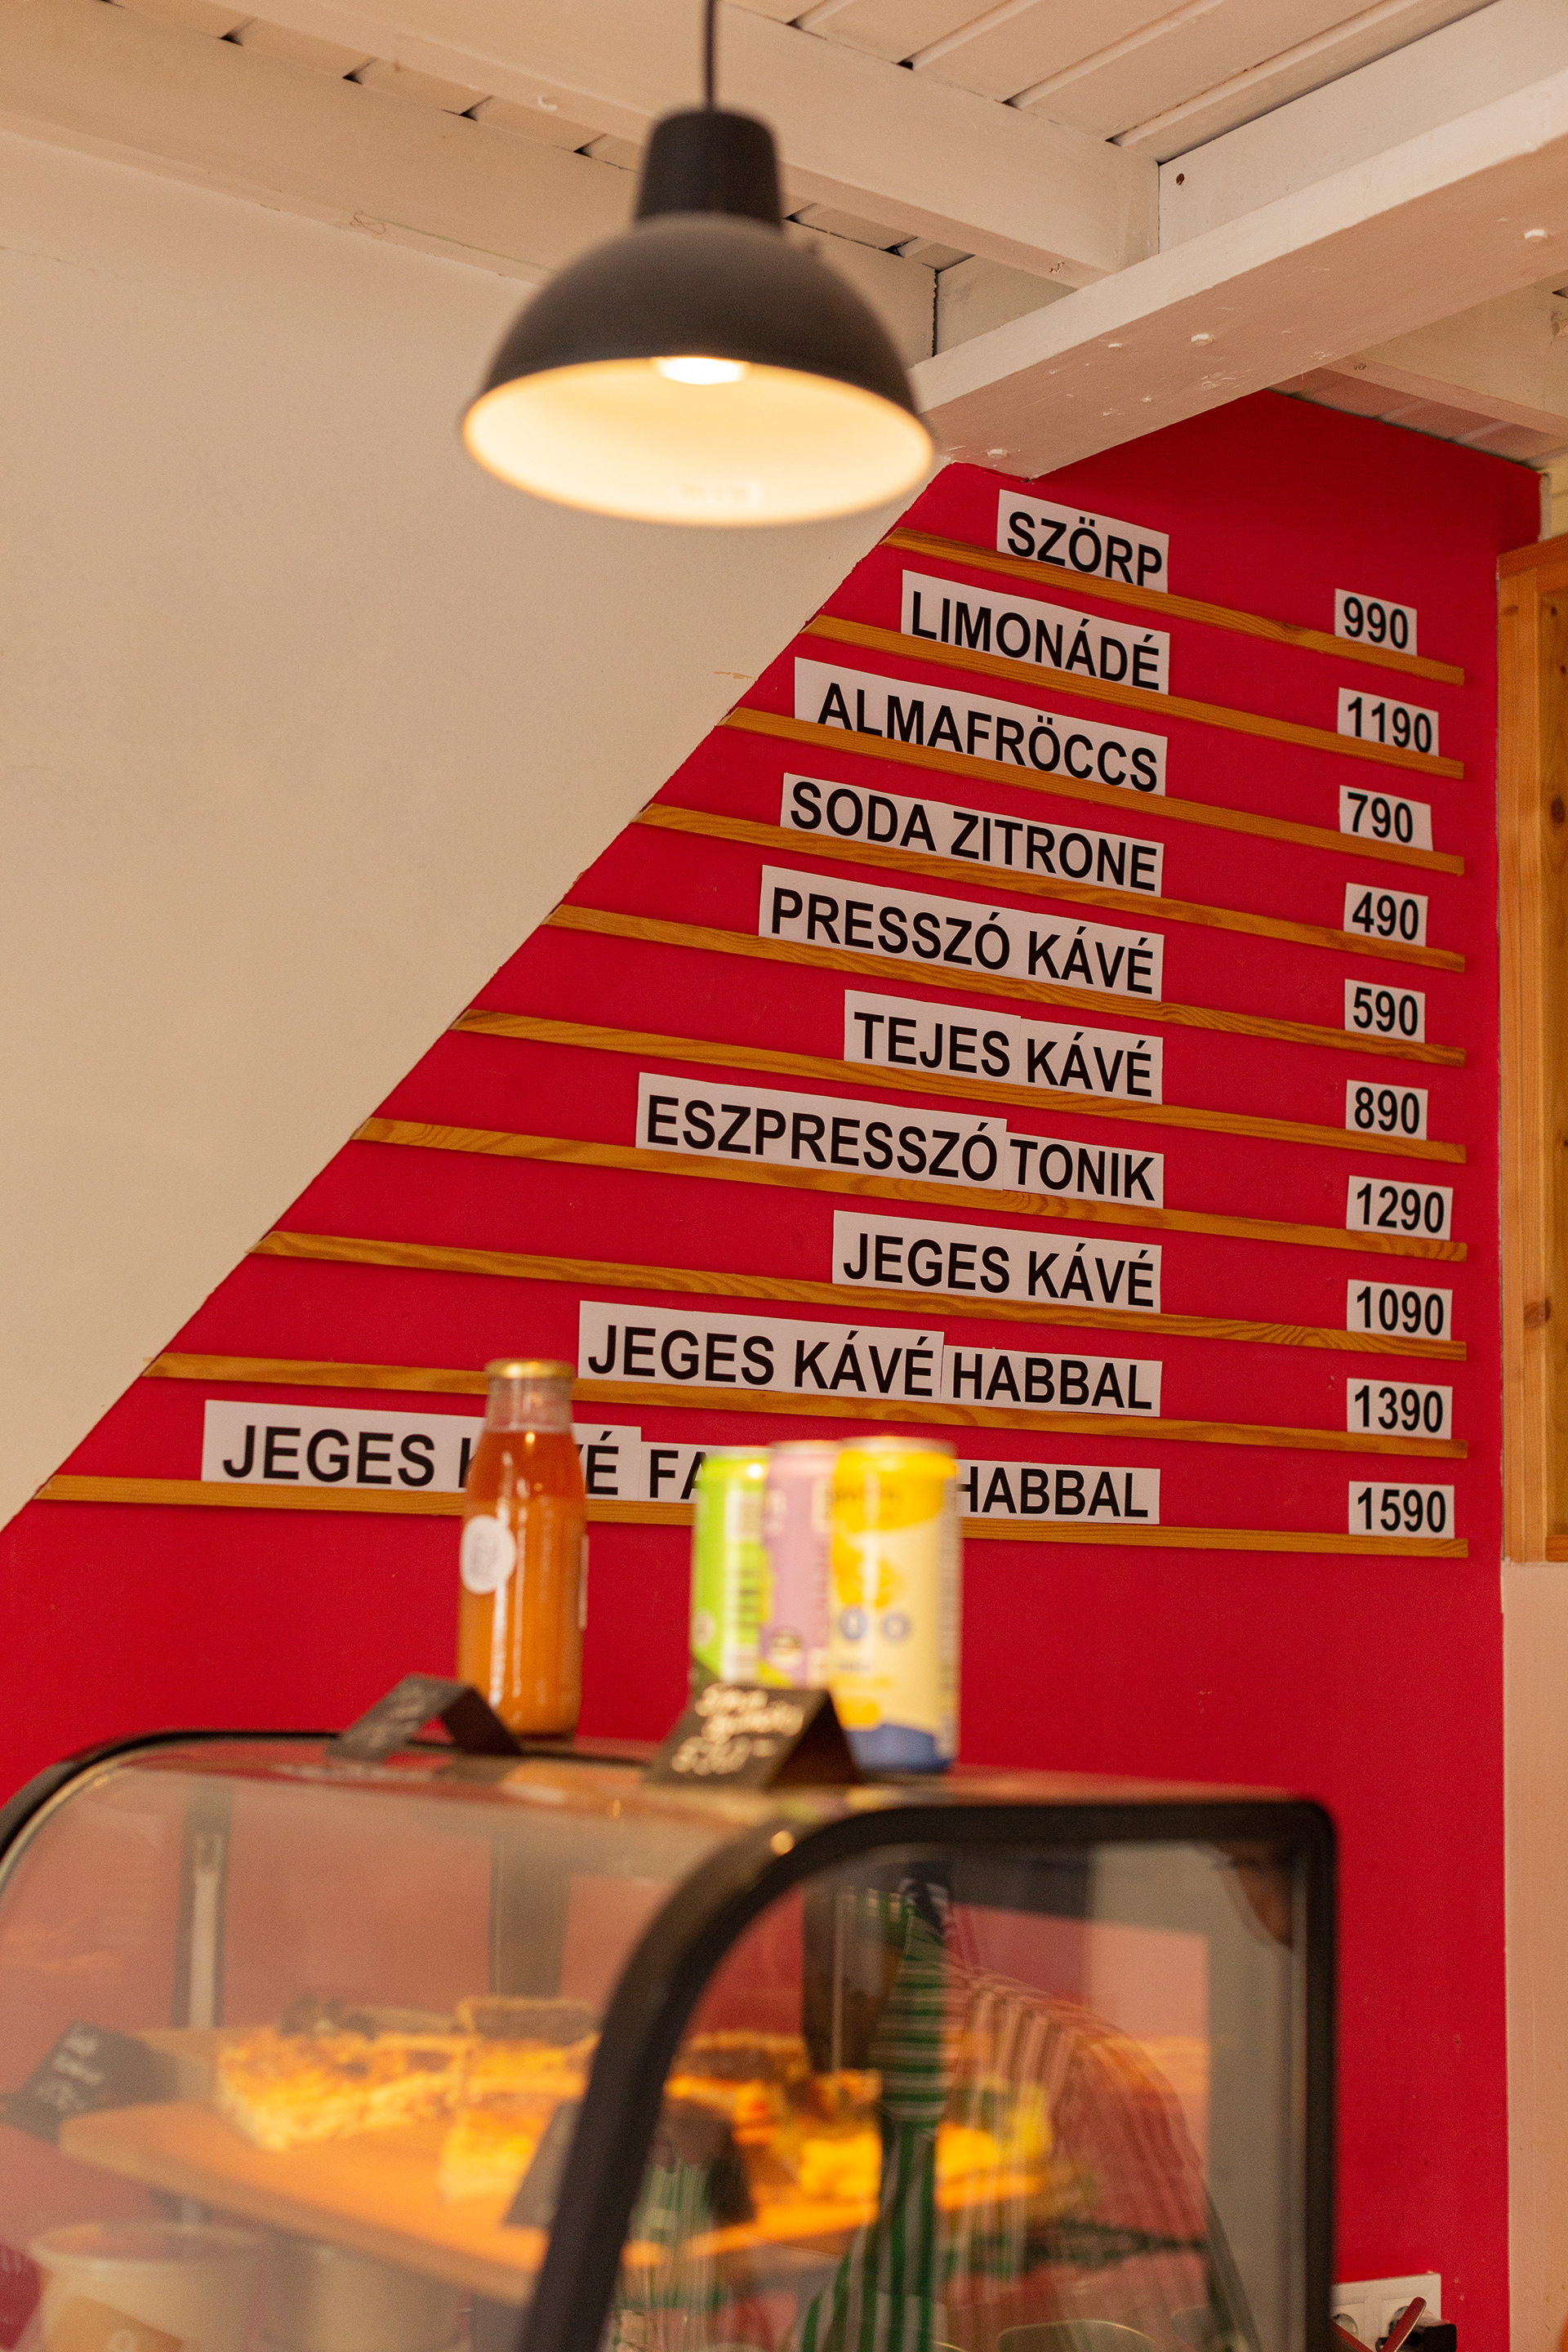 SZÖRP 990
LIMONÁDÉ 1190
ALMAFRÖCCS 790
SODA ZITRONE 490
PRESSZÓ KÁVÉ 590
TEJES KÁVÉ 890
ESZPRESSZÓ TONIK 1290
JEGES KÁVÉ 1090
JEGES KÁVÉ HABBAL 1390
JEGES HABBAL 1590